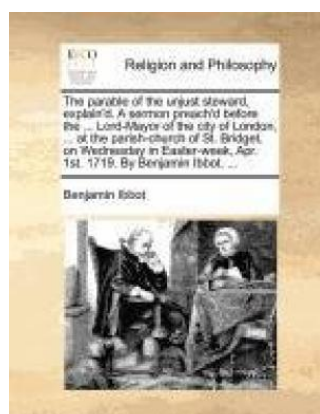 ECCO
Religion and Philosophy
The parable of the unjust steward,
explain'd. A sermon preach'd before
the ... Lord-Mayor of the city of London,
... at the parish-church of St. Bridget,
on Wednesday in Easter-week, Apr.
1st. 1719. By Benjamin Ibbot, ...
Benjamin Ibbot